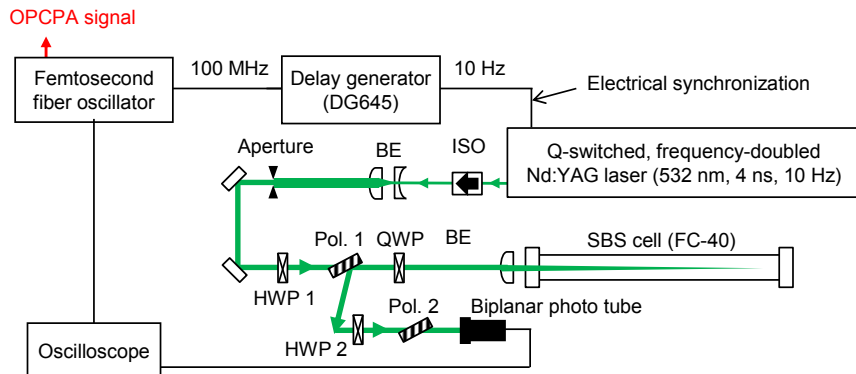 OPCPA signal
Femtosecond
fiber oscillator
100 MHz
Delay generator
(DG645)
10 Hz
Electrical synchronization
Q-switched, frequency-doubled
Nd:YAG laser (532 nm, 4 ns, 10 Hz)
Aperture
BE
ISO
Pol. 1
QWP
BE
SBS cell (FC-40)
HWP 1
Pol. 2
Biplanar photo tube
HWP 2
Oscilloscope